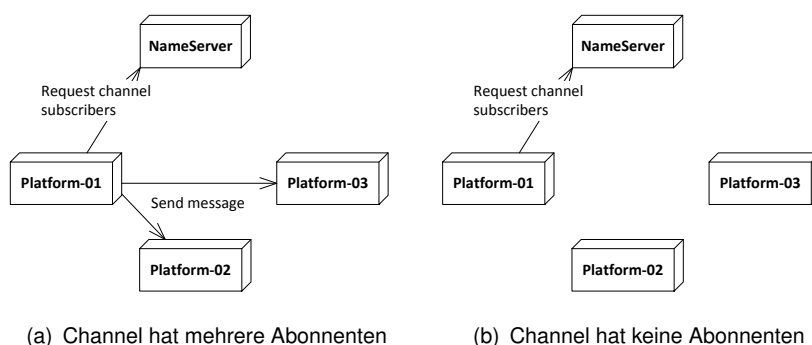 NameServer
Request channel
subscribers
Platform-01
Platform-03
Send message
Platform-02
(a) Channel hat mehrere Abonnenten
NameServer
Request channel
subscribers
Platform-01
Platform-03
Platform-02
(b) Channel hat keine Abonnenten